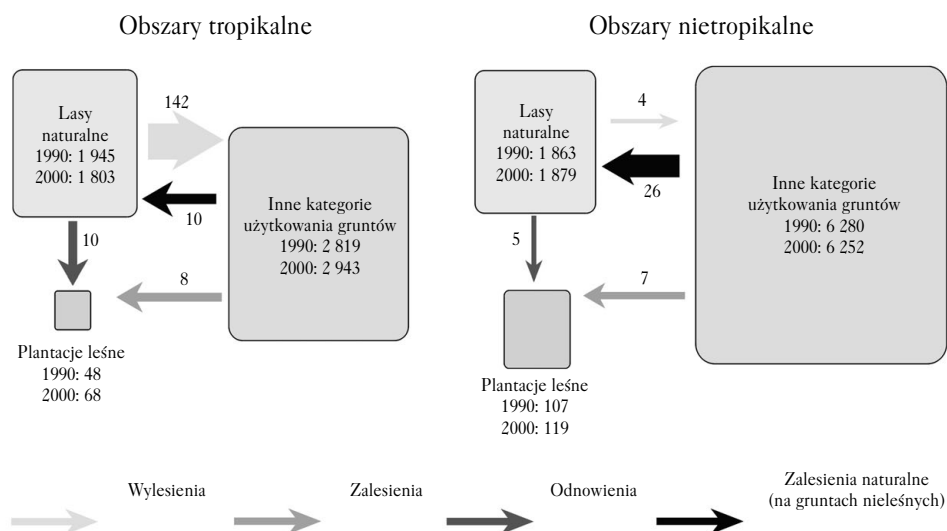 Obszary tropikalne
Lasy
naturalne
1990: 1 945
2000: 1 803
142
10
10
8
Inne kategorie
użytkowania gruntów
1990: 2 819
2000: 2 943
Plantacje leśne
1990: 48
2000: 68
Obszary nietropikalne
Lasy
naturalne
1990: 1 863
2000: 1 879
4
26
5
7
Inne kategorie
użytkowania gruntów
1990: 6 280
2000: 6 252
Plantacje leśne
1990: 107
2000: 119
Wylesienia
Zalesienia
Odnowienia
Zalesienia naturalne
(na gruntach nieleśnych)